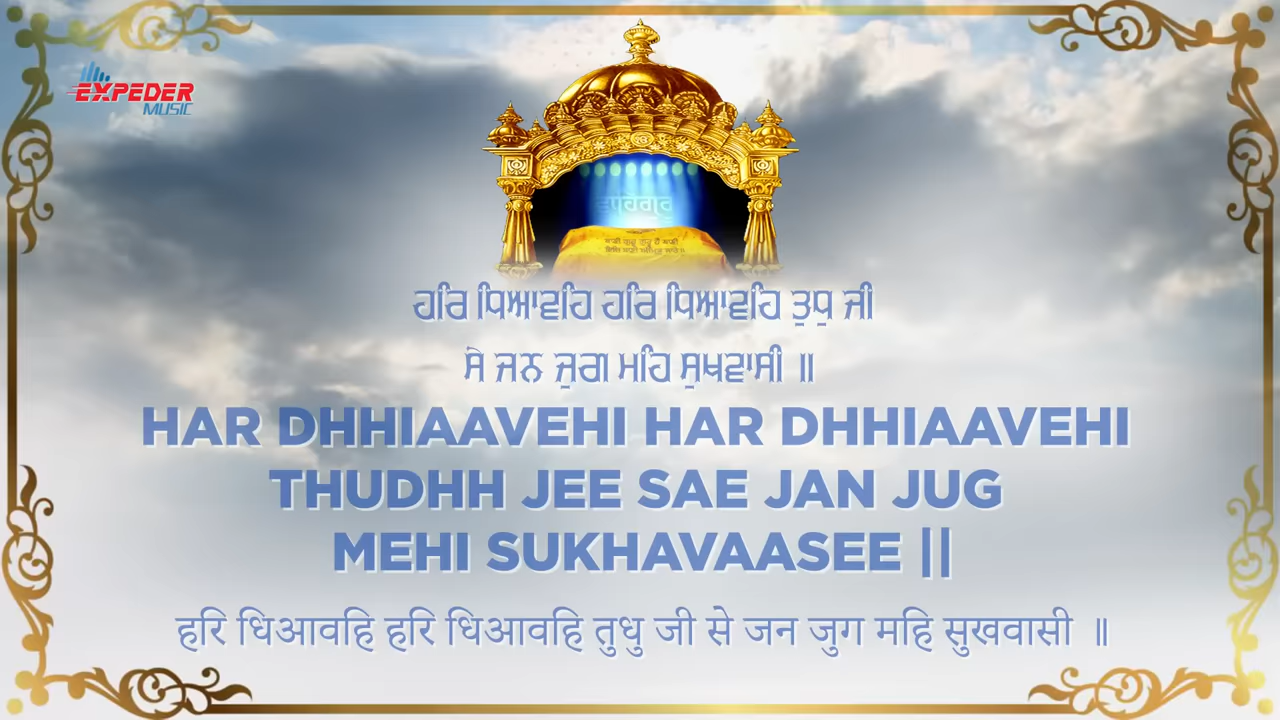 EXPEDER
MUSIC
ਵਾਹਿਗੁਰੂ
ਬਾਣੀ ਗੁਰੂ ਗੁਰੂ ਹੈ ਬਾਣੀ
ਵਿਚਿ ਬਾਣੀ ਅੰਮ੍ਰਿਤੁ ਸਾਰੇ ॥
ਹਰਿ ਧਿਆਵਹਿ ਹਰਿ ਧਿਆਵਹਿ ਤੁਧੁ ਜੀ
ਸੇ ਜਨ ਜੁਗ ਮਹਿ ਸੁਖਵਾਸੀ ॥
HAR DHHIAAVEHI HAR DHHIAAVEHI
THUDHH JEE SAE JAN JUG
MEHI SUKHAVAASEE ||
हरि धिआवहि हरि धिआवहि तुधु जी से जन जुग महि सुखवासी ॥